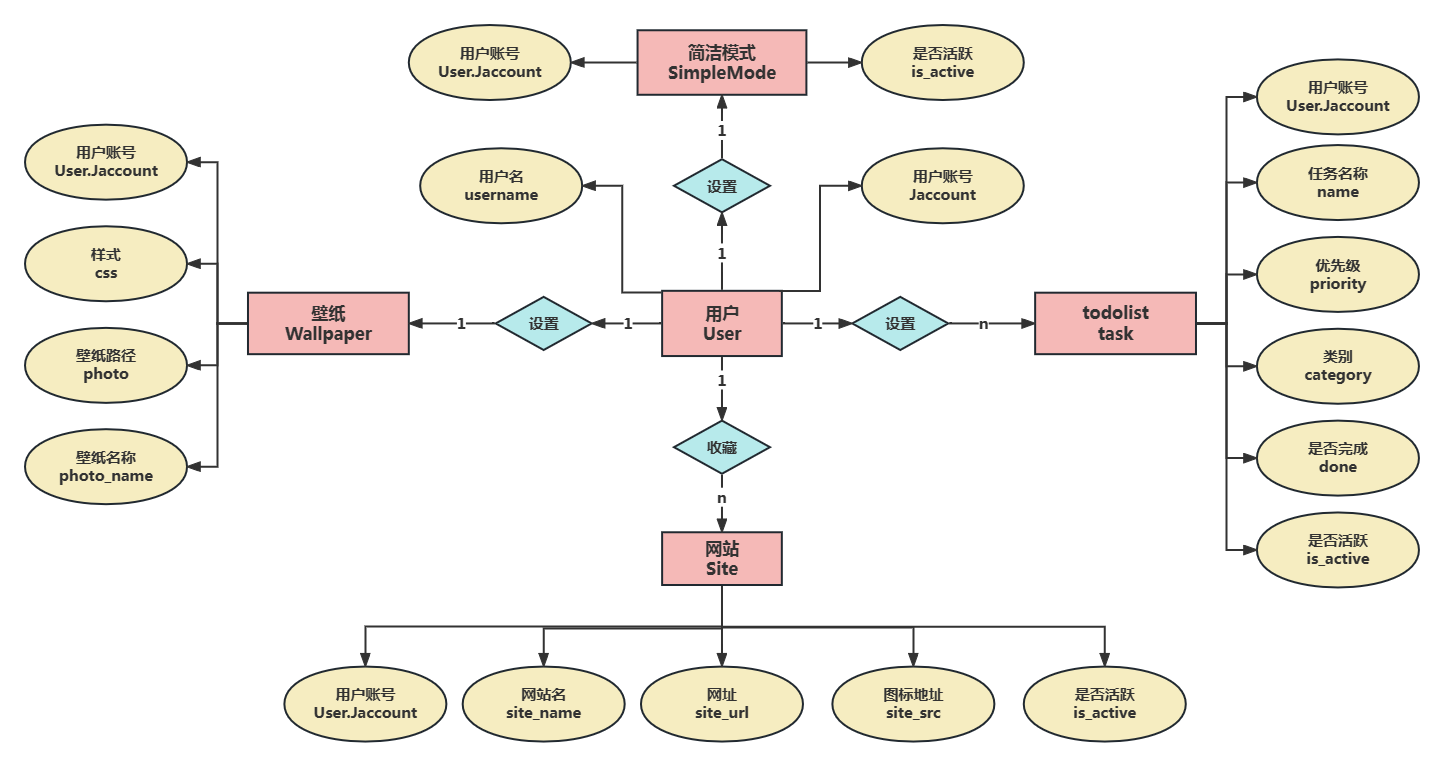 用户账号
User.Jaccount
简洁模式
SimpleMode
是否活跃
is_active
1
设置
1
用户名
username
用户账号
Jaccount
用户账号
User.Jaccount
样式
css
壁纸路径
photo
壁纸名称
photo_name
壁纸
Wallpaper
1
设置
1
用户
User
1
设置
n
todolist
task
用户账号
User.Jaccount
任务名称
name
优先级
priority
类别
category
是否完成
done
是否活跃
is_active
1
收藏
n
网站
Site
用户账号
User.Jaccount
网站名
site_name
网址
site_url
图标地址
site_src
是否活跃
is_active